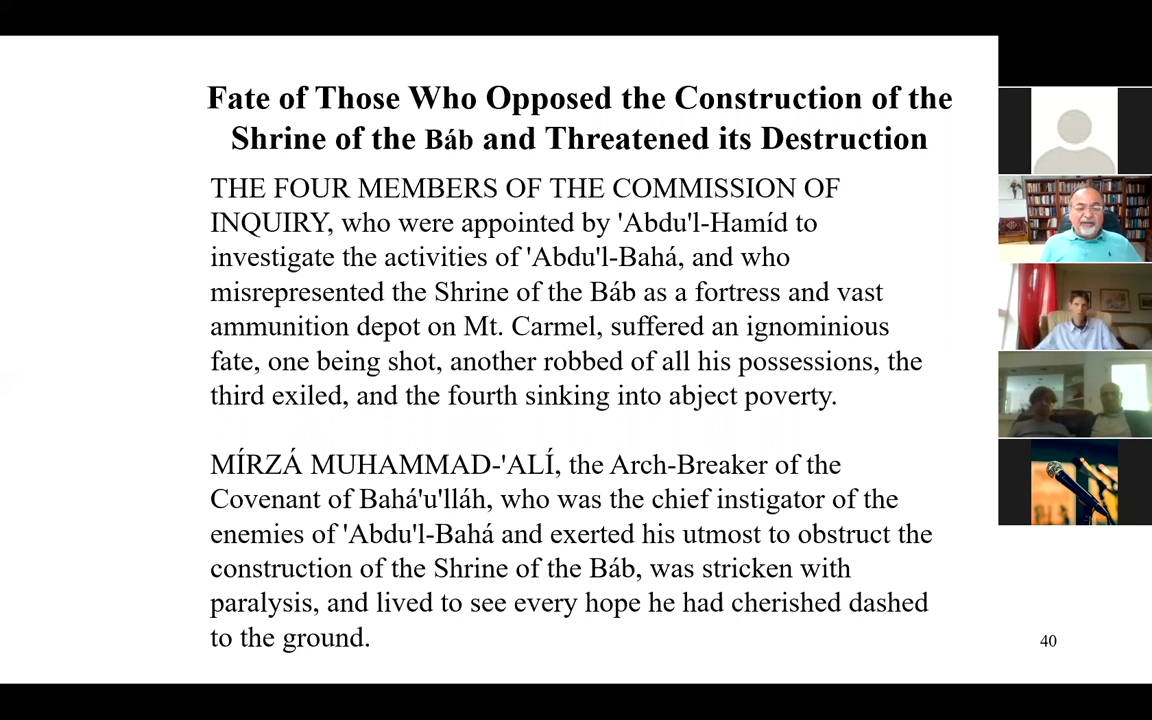 Fate of Those Who Opposed the Construction of the
Shrine of the Báb and Threatened its Destruction
THE FOUR MEMBERS OF THE COMMISSION OF
INQUIRY, who were appointed by 'Abdu'l-Hamíd to
investigate the activities of 'Abdu'l-Bahá, and who
misrepresented the Shrine of the Báb as a fortress and vast
ammunition depot on Mt. Carmel, suffered an ignominious
fate, one being shot, another robbed of all his possessions, the
third exiled, and the fourth sinking into abject poverty.
MÍRZÁ MUHAMMAD-'ALÍ, the Arch-Breaker of the
Covenant of Bahá'u'lláh, who was the chief instigator of the
enemies of 'Abdu'l-Bahá and exerted his utmost to obstruct the
construction of the Shrine of the Báb, was stricken with
paralysis, and lived to see every hope he had cherished dashed
to the ground.
40